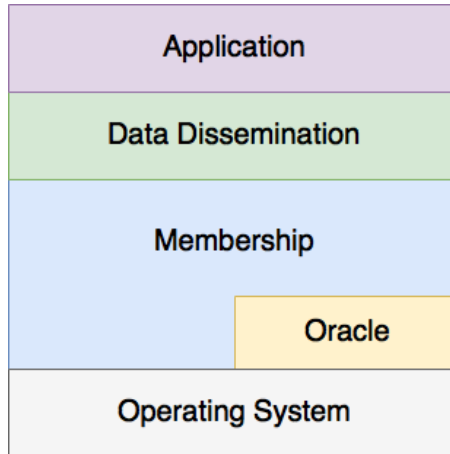 Application
Data Dissemination
Membership
Oracle
Operating System